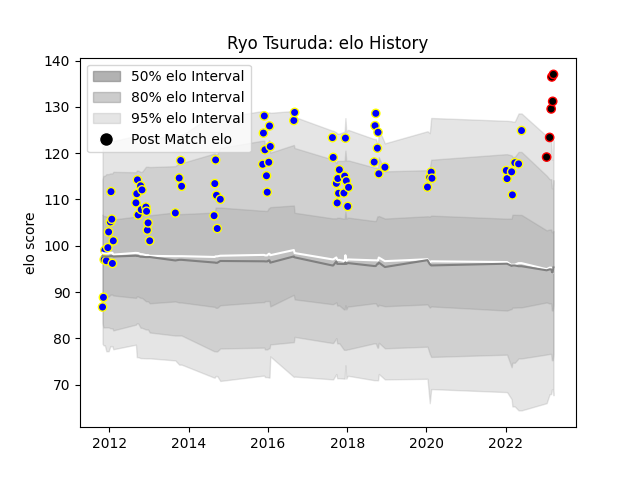 Ryo Tsuruda: elo History
140
130
120
110
100
90
80
70
elo score
50% elo Interval
80% elo Interval
95% elo Interval
Post Match elo
2012 2014 2016 2018 2020 2022